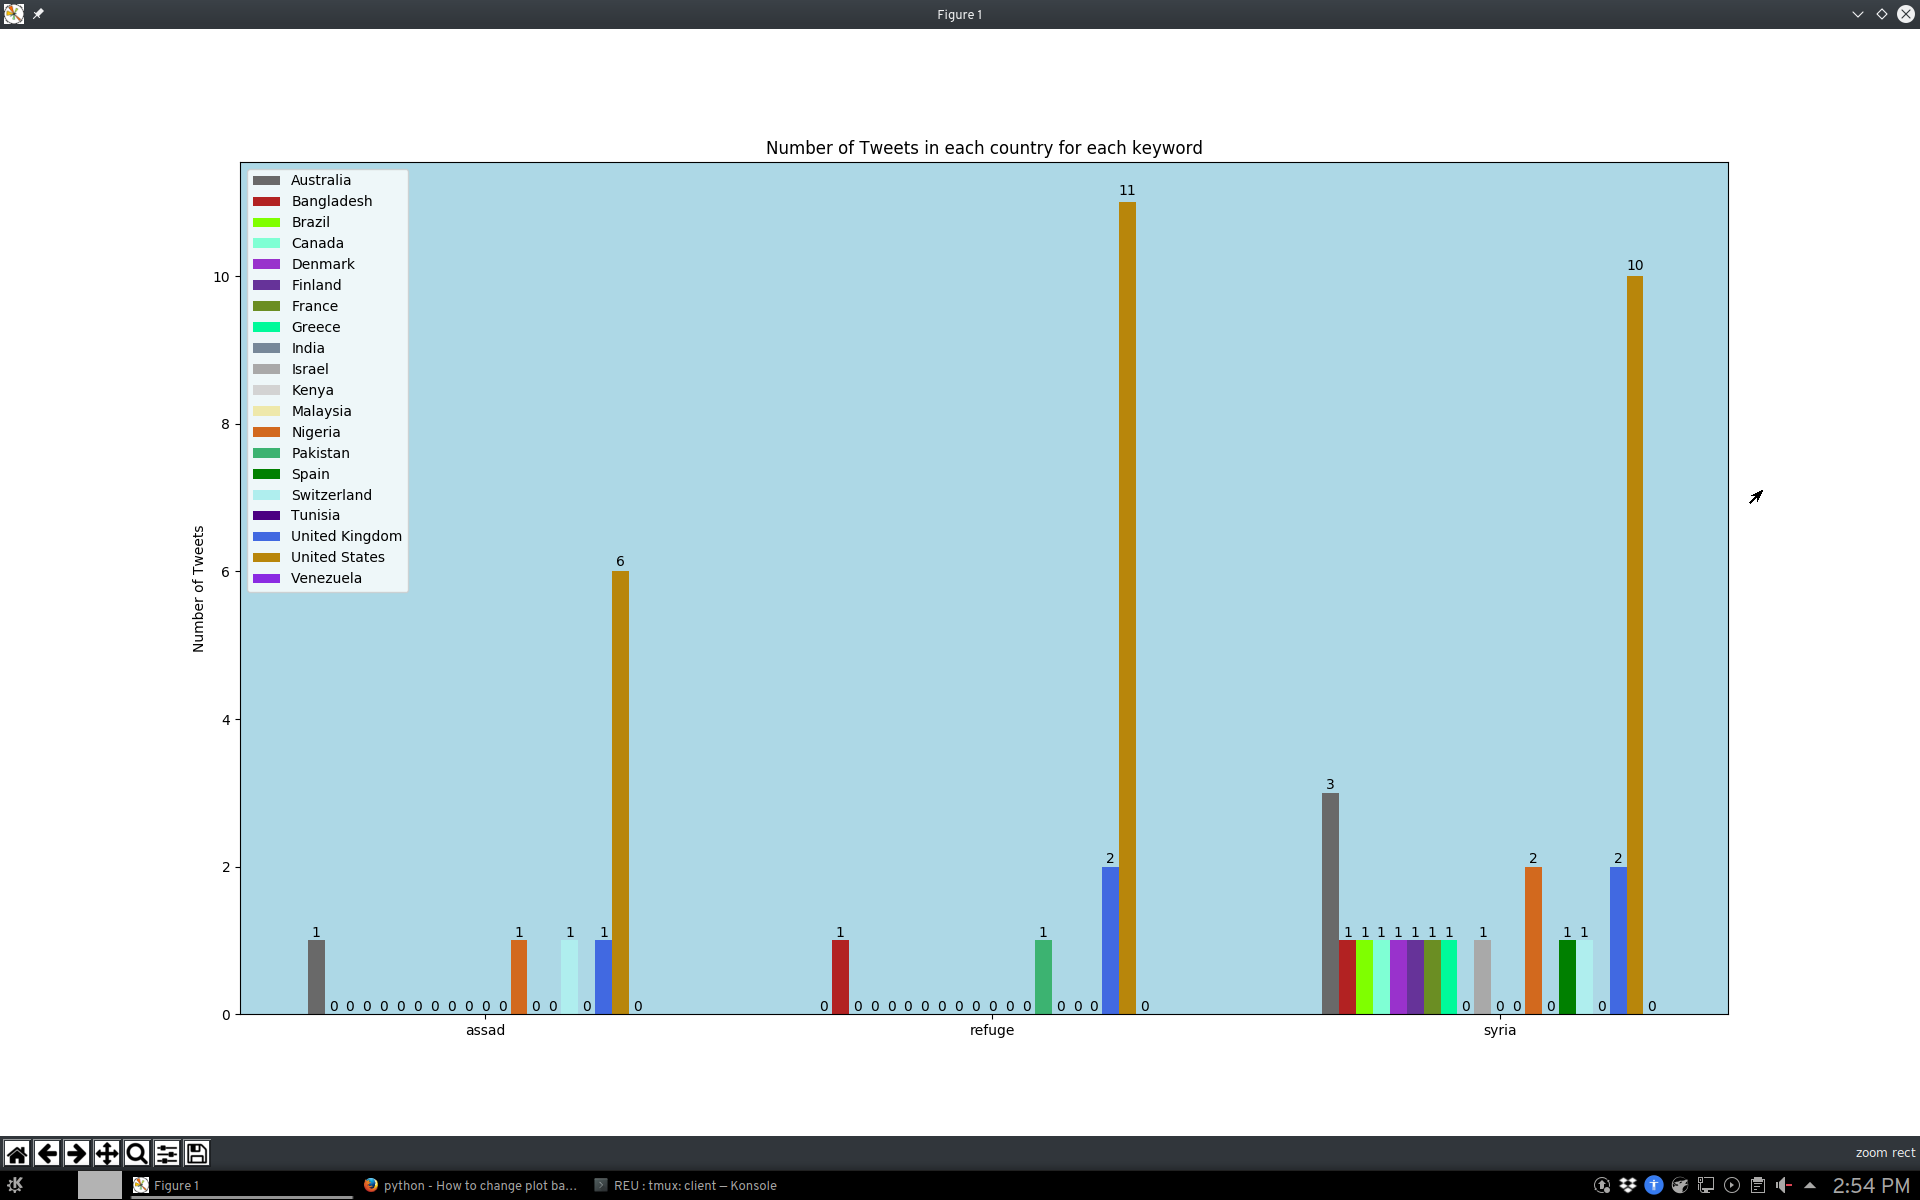 Figure 1
Number of Tweets in each country for each keyword
Australia
Bangladesh
Brazil
Canada
Denmark
Finland
France
Greece
India
Israel
Kenya
Malaysia
Nigeria
Pakistan
Spain
Switzerland
Tunisia
United Kingdom
United States
Venezuela
Number of Tweets
10
8
6
4
2
0
1 0 0 0 0 0 0 0 0 0 0 0 1 0 0 1 0 1 6 0
0 1 0 0 0 0 0 0 0 0 0 0 0 1 0 0 0 2 11 0
3 1 1 1 1 1 1 1 0 1 0 0 2 0 1 1 0 2 10 0
assad refuge syria
zoom rect
Figure 1
python - How to change plot ba...
REU : tmux: client – Konsole
2:54 PM